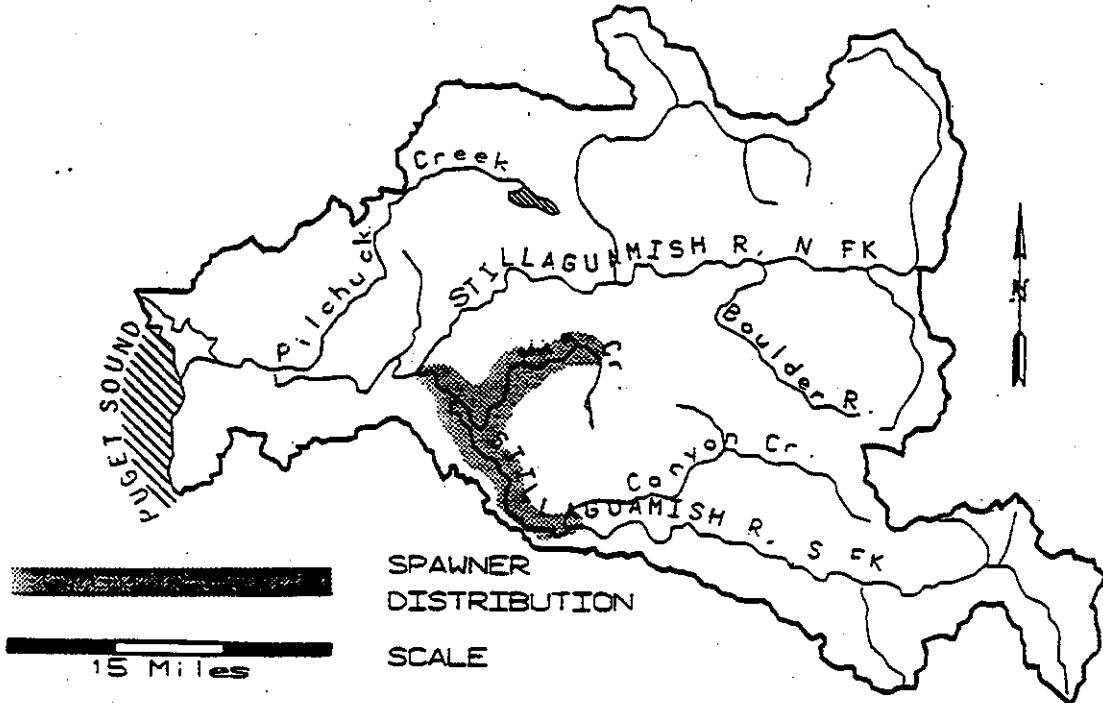 Creek
Pilchuck
STILLAGUAMISH R. N FK
N
Boulder R.
PUGET SOUND
Cr.
STILLAGUAMISH R. S FK
Canyon Cr.
SPAWNER
DISTRIBUTION
15 Miles
SCALE